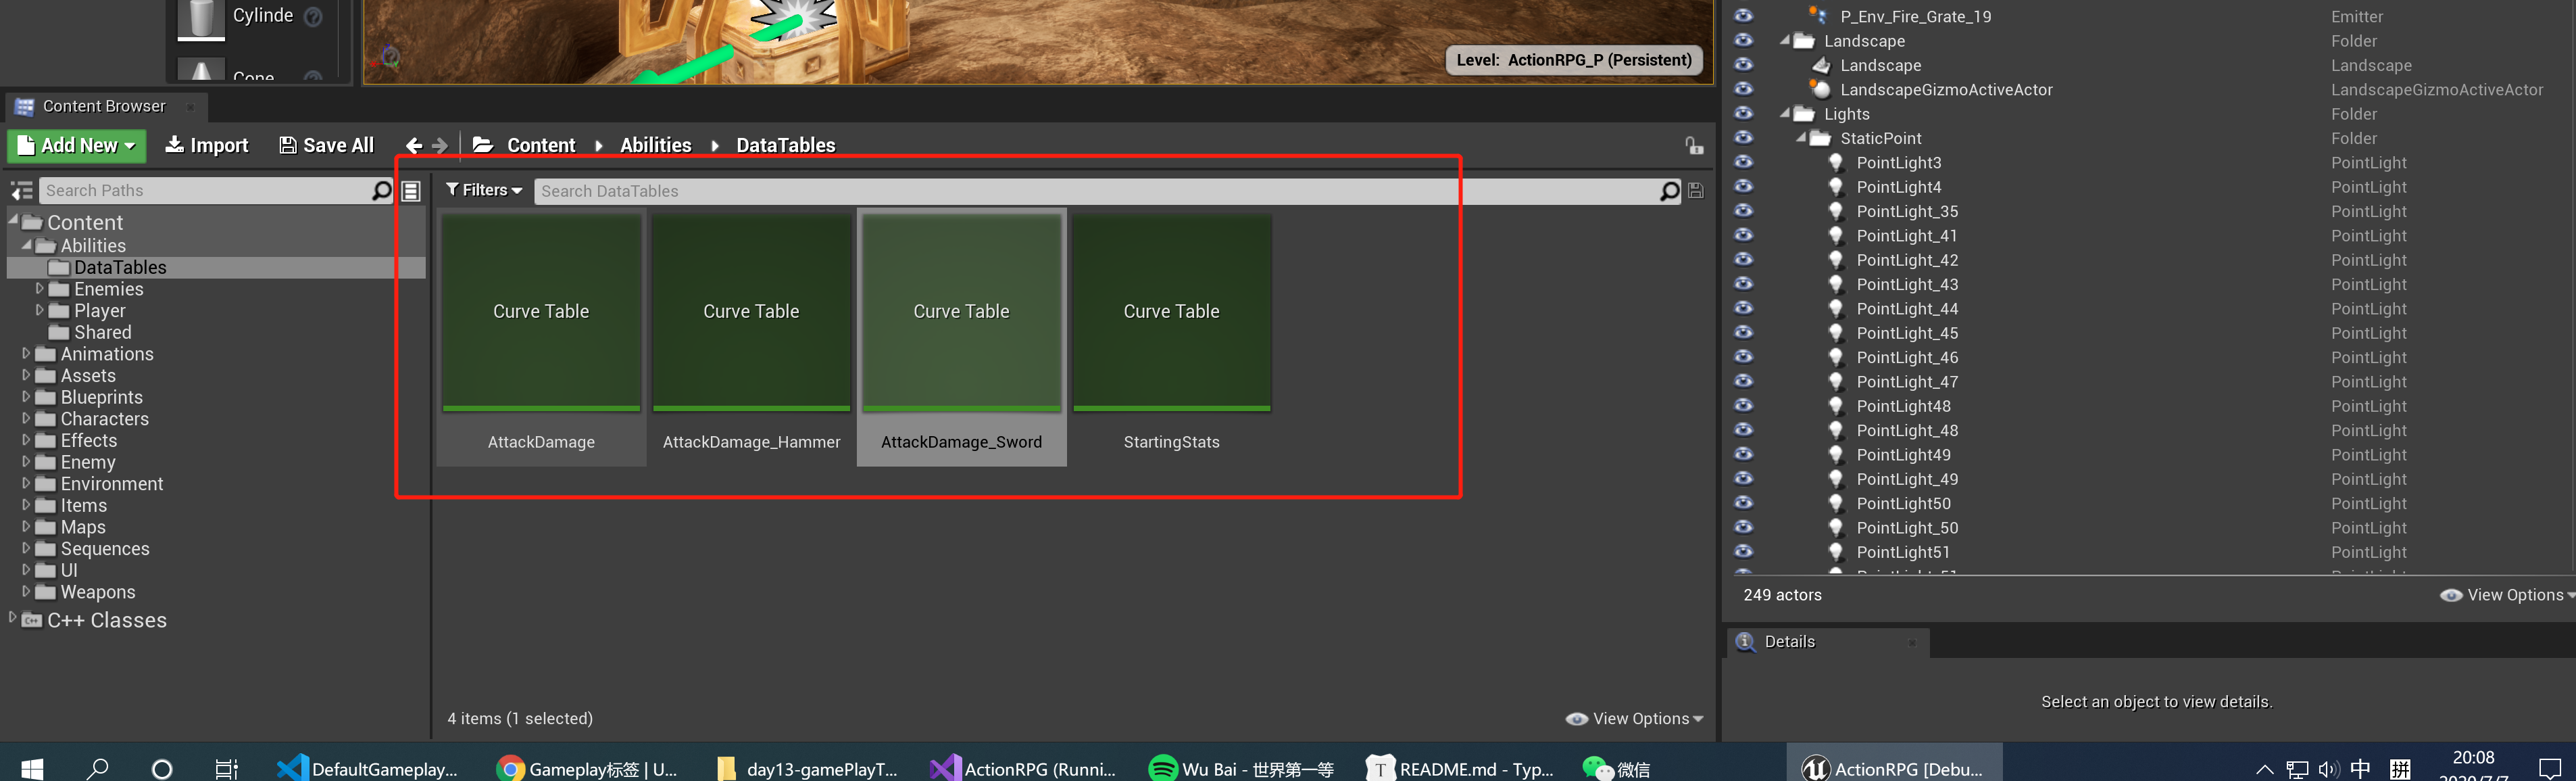 Cylinde
Level: ActionRPG_P (Persistent)
Content Browser
Add New
Import
Save All
Content
Abilities
DataTables
Search Paths
Filters
Search DataTables
Content
Abilities
DataTables
Enemies
Player
Shared
Animations
Assets
Blueprints
Characters
Effects
Enemy
Environment
Items
Maps
Sequences
UI
Weapons
C++ Classes
Curve Table
AttackDamage
Curve Table
AttackDamage_Hammer
Curve Table
AttackDamage_Sword
Curve Table
StartingStats
4 items (1 selected)
View Options
P_Env_Fire_Grate_19 Emitter
Landscape Folder
Landscape Landscape
LandscapeGizmoActiveActor LandscapeGizmoActiveActor
Lights Folder
StaticPoint Folder
PointLight3 PointLight
PointLight4 PointLight
PointLight_35 PointLight
PointLight_41 PointLight
PointLight_42 PointLight
PointLight_43 PointLight
PointLight_44 PointLight
PointLight_45 PointLight
PointLight_46 PointLight
PointLight_47 PointLight
PointLight48 PointLight
PointLight_48 PointLight
PointLight49 PointLight
PointLight_49 PointLight
PointLight50 PointLight
PointLight_50 PointLight
PointLight51 PointLight
249 actors
View Options
Details
Select an object to view details.
DefaultGameplay...
Gameplay标签 | U...
day13-gamePlayT...
ActionRPG (Runni...
Wu Bai - 世界第一等
T
README.md - Typ...
微信
ActionRPG [Debu...
中
拼
20:08